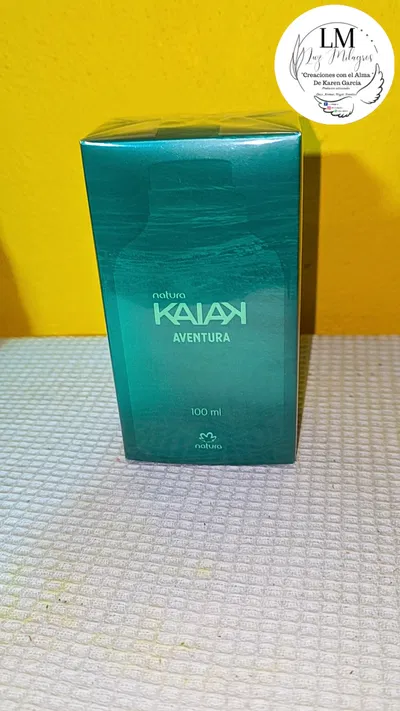 LM
Luz Milagros
"Creaciones con el Alma"
De Karen Garcia
natura
KAIAK
AVENTURA
100 ml
natura